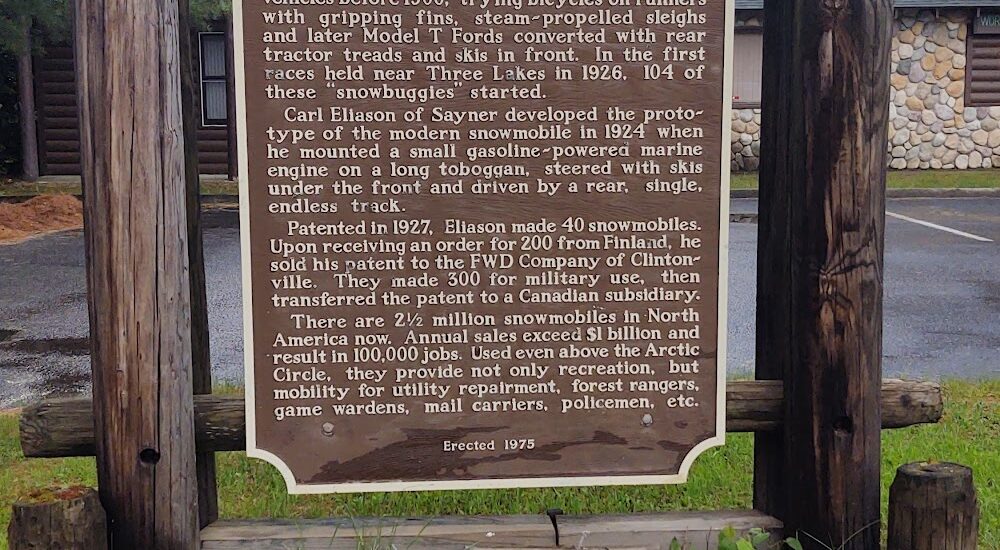 vehicles before 1900, trying bicycles on runners
with gripping fins, steam-propelled sleighs
and later Model T Fords converted with rear
tractor treads and skis in front. In the first
races held near Three Lakes in 1926, 104 of
these "snowbuggies" started.
Carl Eliason of Sayner developed the proto-
type of the modern snowmobile in 1924 when
he mounted a small gasoline-powered marine
engine on a long toboggan, steered with skis
under the front and driven by a rear, single,
endless track.
Patented in 1927, Eliason made 40 snowmobiles.
Upon receiving an order for 200 from Finland, he
sold his patent to the FWD Company of Clinton-
ville. They made 300 for military use, then
transferred the patent to a Canadian subsidiary.
There are 2½ million snowmobiles in North
America now. Annual sales exceed $1 billion and
result in 100,000 jobs. Used even above the Arctic
Circle, they provide not only recreation, but
mobility for utility repairment, forest rangers,
game wardens, mail carriers, policemen, etc.
Erected 1975